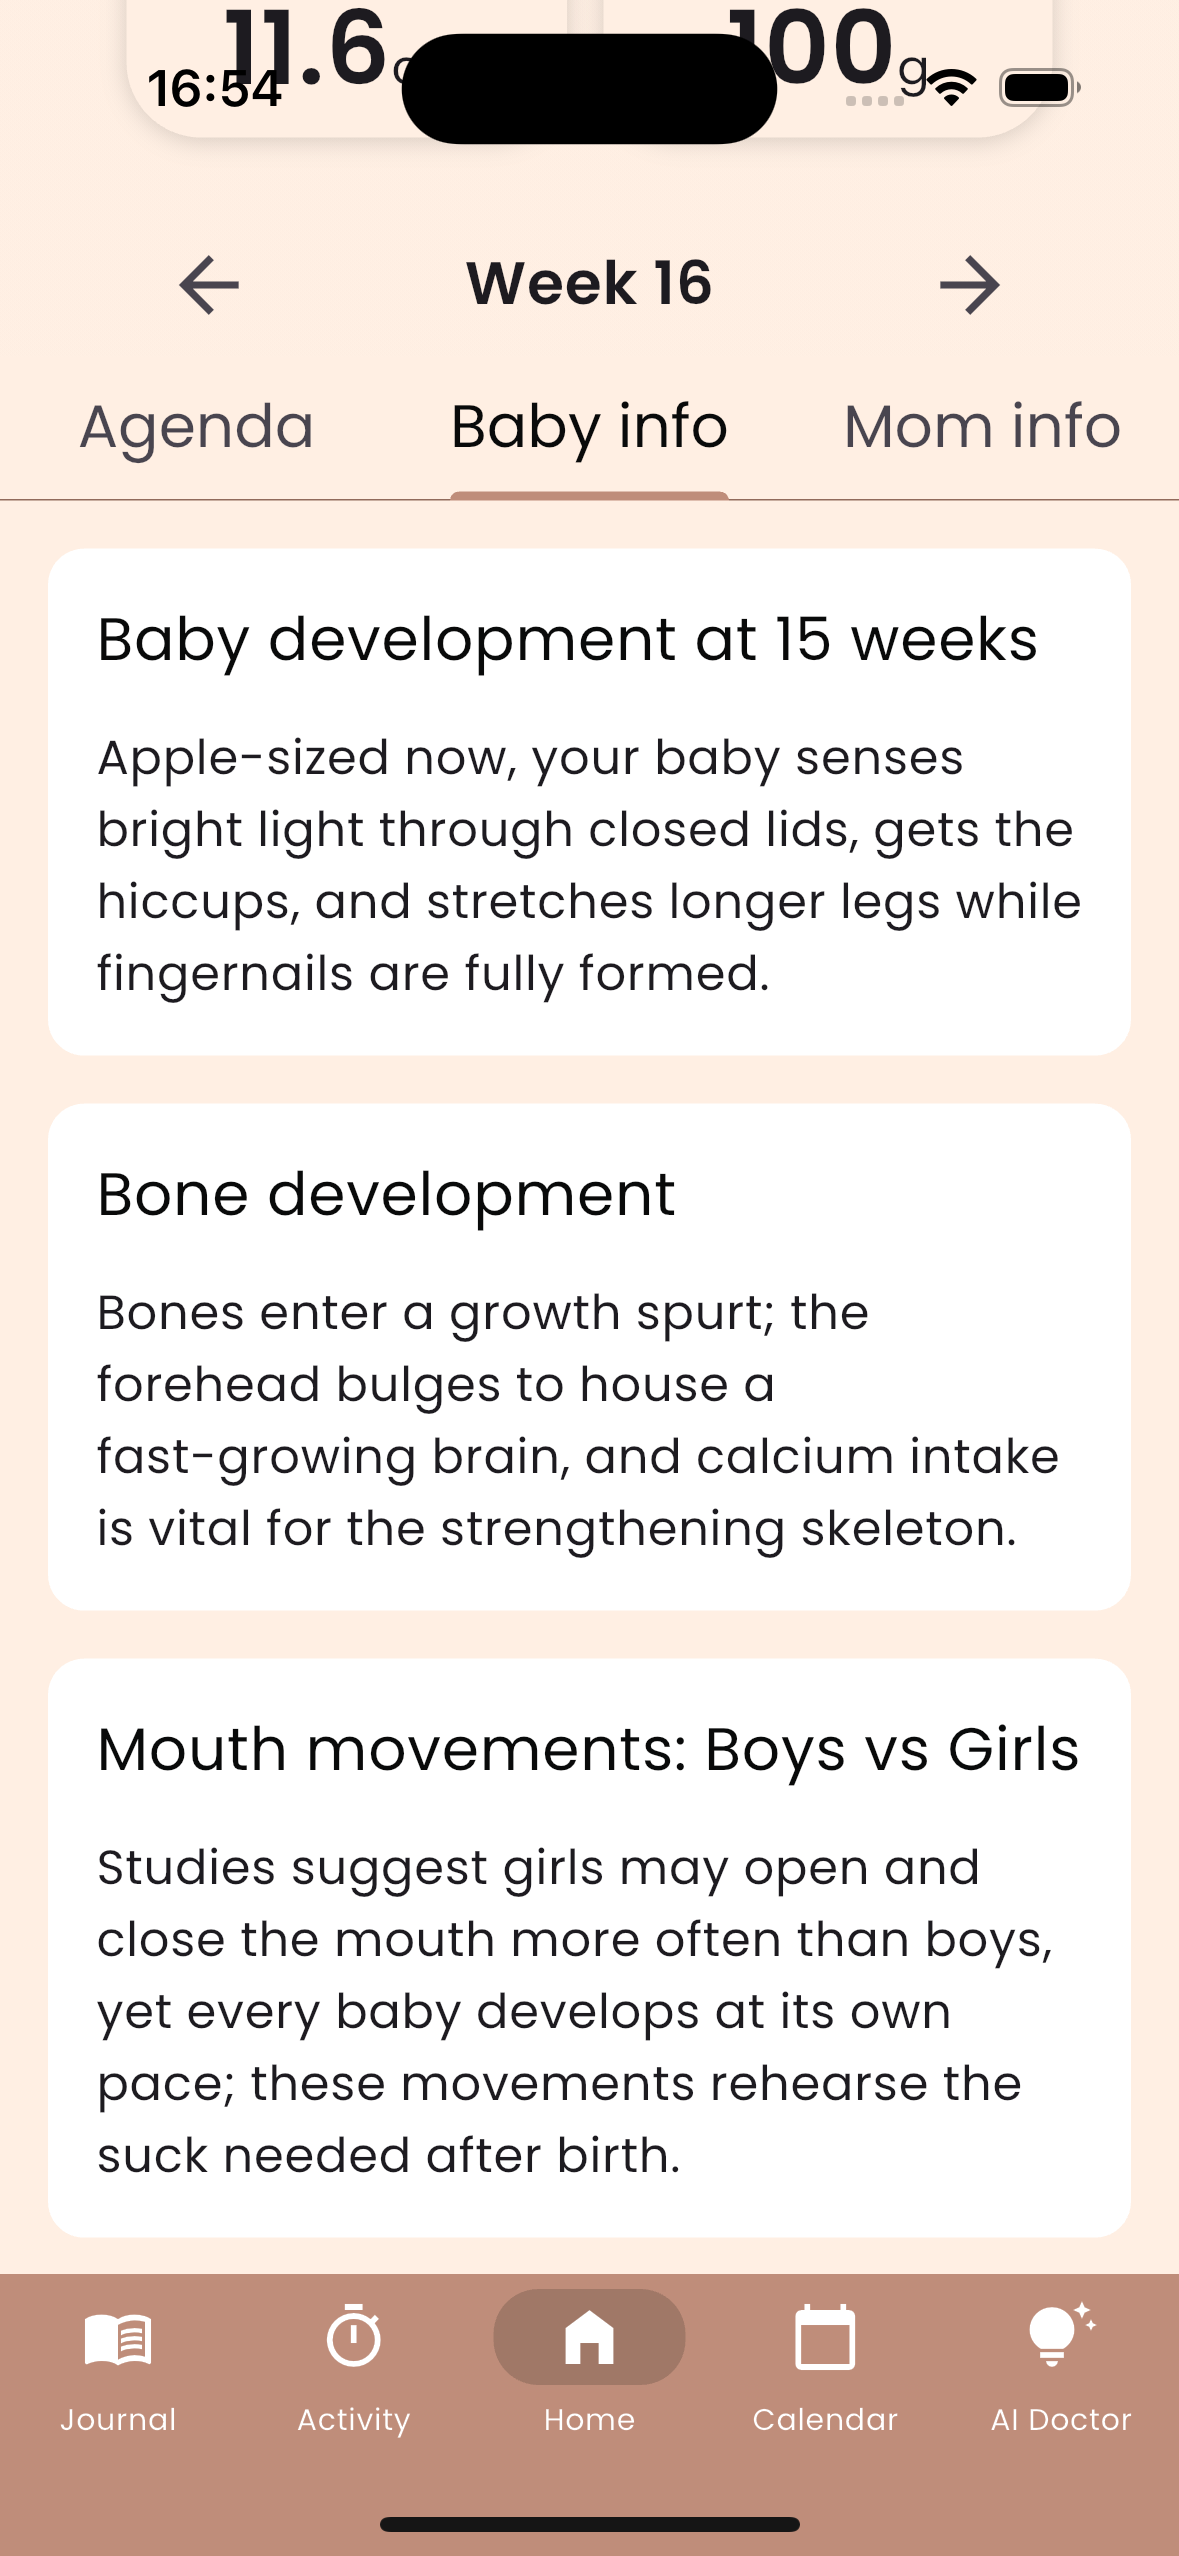 11.6
100g
16:54
Week 16
Agenda
Baby info
Mom info
Baby development at 15 weeks
Apple-sized now, your baby senses
bright light through closed lids, gets the
hiccups, and stretches longer legs while
fingernails are fully formed.
Bone development
Bones enter a growth spurt; the
forehead bulges to house a
fast-growing brain, and calcium intake
is vital for the strengthening skeleton.
Mouth movements: Boys vs Girls
Studies suggest girls may open and
close the mouth more often than boys,
yet every baby develops at its own
pace; these movements rehearse the
suck needed after birth.
Journal
Activity
Home
Calendar
AI Doctor